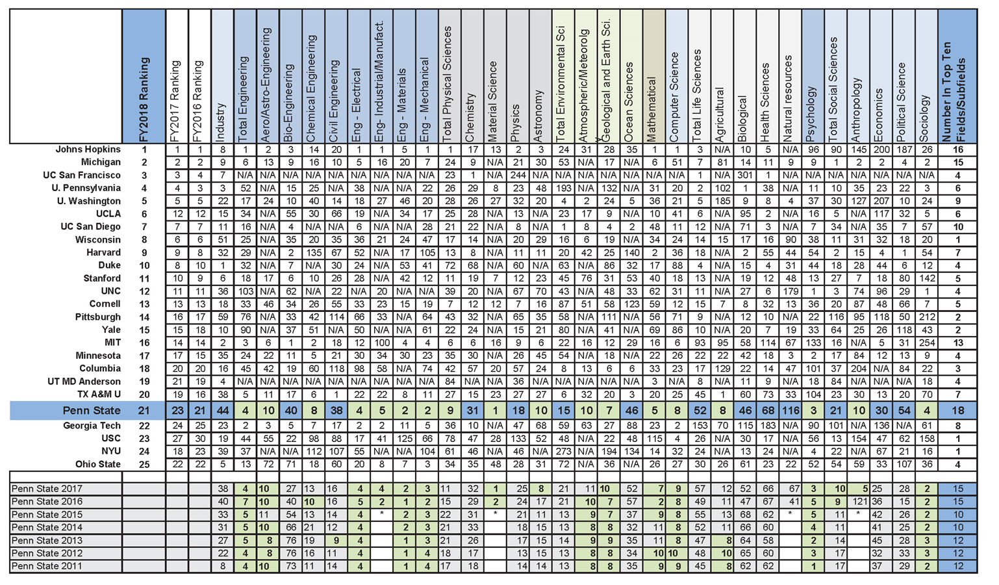 FY2018 Ranking
FY2017 Ranking
FY2016 Ranking
Industry
Total Engineering
Aero/Astro-Engineering
Bio-Engineering
Chemical Engineering
Civil Engineering
Eng - Electrical
Eng- Industrial/Manufact.
Eng - Materials
Eng - Mechanical
Total Physical Sciences
Chemistry
Material Science
Physics
Astronomy
Total Environmental Sci
Atmospheric/Meteorolg
y
Geological and Earth Sci.
Ocean Sciences
Mathematical
Computer Science
Total Life Sciences
Agricultural
Biological
Health Sciences
Natural resources
Psychology
Total Social Sciences
Anthropology
Economics
Political Science
Sociology
Number In Top Ten
Fields/Subfields
Johns Hopkins 1 1 1 8 1 2 3 14 20 1 1 5 1 1 17 13 2 3 24 31 28 35 1 1 3 N/A 10 5 N/A 96 90 145 200 187 26 16
Michigan 2 2 2 9 6 13 9 16 10 5 16 20 7 24 9 N/A 21 30 53 N/A 17 N/A 6 51 7 81 14 11 9 9 1 2 2 4 2 15
UC San Francisco 3 3 4 7 N/A N/A N/A N/A N/A N/A N/A N/A N/A 23 1 N/A 244 N/A N/A N/A N/A N/A N/A N/A 1 N/A 301 1 N/A N/A N/A N/A N/A N/A N/A 4
U. Pennsylvania 4 4 3 3 52 N/A 15 25 N/A 38 N/A N/A 22 26 29 8 23 48 193 N/A 132 N/A 31 20 2 102 1 38 N/A 11 10 35 23 22 3 6
U. Washington 5 5 5 22 17 24 10 40 14 18 27 46 20 28 26 27 32 20 4 2 24 5 36 21 5 185 9 8 4 37 30 127 207 10 24 9
UCLA 6 12 12 15 34 N/A 55 30 66 19 N/A 34 17 25 28 N/A 13 N/A 23 17 9 N/A 10 41 6 N/A 95 2 N/A 16 5 N/A 117 32 5 6
UC San Diego 7 7 7 11 16 N/A 4 N/A N/A 6 N/A N/A 28 21 22 N/A 8 N/A 1 8 4 2 48 11 12 N/A 71 3 N/A 7 34 N/A 35 7 57 10
Wisconsin 8 6 6 51 25 N/A 35 20 35 36 21 24 47 17 14 N/A 20 29 16 6 19 N/A 34 24 14 15 17 16 90 38 11 31 32 18 20 1
Harvard 9 9 8 32 29 N/A 2 135 67 52 N/A 17 105 13 8 N/A 11 11 20 42 25 140 2 36 18 N/A 2 55 44 54 2 15 4 1 54 7
Duke 10 8 10 1 32 N/A 7 N/A 30 24 N/A 53 41 72 68 N/A 60 N/A 63 N/A 86 32 17 88 4 N/A 15 4 31 44 18 28 44 6 12 4
Stanford 11 10 9 6 18 17 6 10 26 28 N/A 42 12 11 19 7 12 23 45 76 31 53 40 18 13 N/A 19 12 48 13 27 7 18 80 142 5
UNC 12 11 11 36 103 N/A 62 N/A 22 N/A 20 N/A N/A 39 20 N/A 67 70 43 N/A 48 33 62 31 11 N/A 27 6 179 1 3 74 96 29 1 4
Cornell 13 13 13 18 33 46 34 26 55 33 23 15 19 7 12 12 7 16 87 51 58 123 59 12 15 7 8 32 13 36 20 87 48 66 7 5
Pittsburgh 14 16 17 59 76 N/A 33 42 114 66 33 N/A 64 43 32 N/A 65 35 58 N/A 111 N/A 56 71 9 N/A 12 10 N/A 22 116 95 118 50 212 2
Yale 15 15 18 10 90 N/A 37 51 N/A 50 N/A N/A 61 22 24 N/A 15 21 80 N/A 41 N/A 69 86 10 N/A 20 7 19 33 64 25 26 118 43 2
MIT 16 14 14 2 3 6 1 2 18 12 100 4 4 6 6 16 9 6 22 16 12 29 16 6 93 95 58 114 67 133 16 N/A 5 31 254 13
Minnesota 17 17 15 35 24 22 11 5 21 30 34 30 23 35 30 N/A 26 45 54 N/A 18 N/A 22 26 22 22 42 18 3 2 17 84 12 13 9 4
Columbia 18 20 20 16 45 42 19 60 118 98 58 N/A 74 42 57 20 57 24 8 13 6 6 33 23 17 129 22 14 47 101 37 204 N/A 84 22 3
UT MD Anderson 19 21 19 4 N/A N/A N/A N/A N/A N/A N/A N/A N/A 84 N/A N/A 36 N/A N/A N/A N/A N/A 3 N/A 8 N/A 11 9 N/A 18 84 N/A N/A N/A 18 4
TX A&M U 20 19 16 38 5 11 17 6 1 22 22 8 11 27 15 23 27 27 6 32 20 3 20 25 45 1 60 73 33 104 23 30 13 20 70 7
Penn State 21 23 21 44 4 10 40 8 38 4 5 2 2 9 31 1 18 10 15 10 7 46 5 8 52 8 46 68 116 3 21 10 30 54 4 18
Georgia Tech 22 24 25 23 2 3 5 7 17 2 2 11 5 36 10 N/A 47 68 59 63 27 88 23 2 153 70 115 183 N/A 90 101 N/A 136 N/A 61 8
USC 23 27 30 19 44 55 22 98 88 17 41 125 66 78 47 28 133 52 48 N/A 22 48 115 4 26 N/A 30 17 N/A 56 13 154 47 62 158 1
NYU 24 18 23 39 37 N/A N/A 112 107 55 N/A N/A 104 61 46 N/A 46 N/A 273 N/A 194 134 14 32 24 N/A 13 24 N/A 4 22 N/A 67 21 16 1
Ohio State 25 22 22 5 13 72 71 18 60 20 8 7 3 34 35 48 28 31 72 N/A 36 N/A 26 27 30 26 61 23 22 52 54 59 33 107 36 4
Penn State 2017 38 4 10 27 13 16 4 4 2 3 11 32 1 25 8 21 11 10 52 7 9 57 12 52 66 67 3 10 5 25 28 2 15
Penn State 2016 40 7 10 40 10 16 5 2 1 2 15 29 2 24 17 21 10 7 57 2 8 49 11 47 67 41 5 9 121 36 15 2 15
Penn State 2015 33 5 11 54 13 14 4 * 2 3 22 31 * 21 11 13 9 7 37 9 8 55 13 68 62 * 5 11 * 42 26 2 10
Penn State 2014 31 5 10 66 21 12 4 2 3 21 33 18 15 13 8 8 32 11 8 52 11 66 60 4 11 41 25 2 10
Penn State 2013 27 5 8 76 19 9 4 1 3 21 26 15 15 14 9 9 35 11 8 47 8 64 58 2 14 45 28 3 12
Penn State 2012 22 4 8 76 16 11 4 1 4 18 17 13 15 13 8 8 34 10 10 48 10 65 60 3 17 32 33 3 12
Penn State 2011 8 4 10 73 11 14 4 1 4 17 18 14 14 13 8 8 35 9 9 45 8 62 62 1 17 37 29 2 12